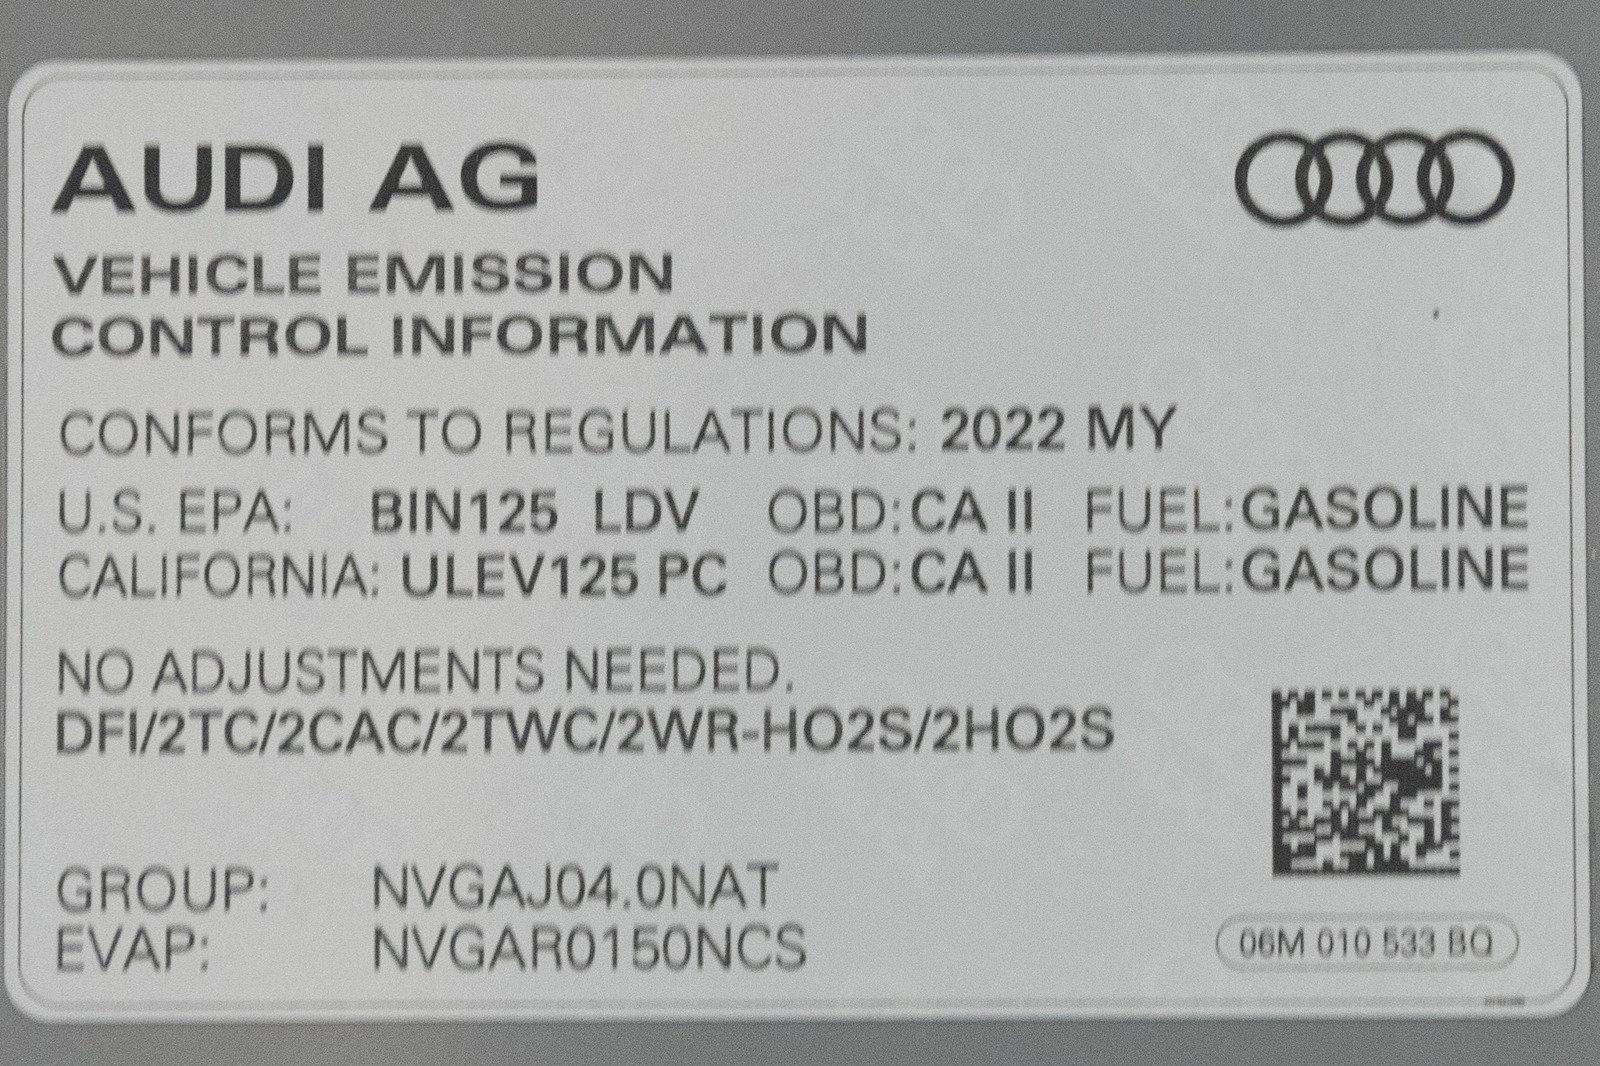 AUDI AG
VEHICLE EMISSION
CONTROL INFORMATION
CONFORMS TO REGULATIONS: 2022 MY
U.S. EPA: BIN125 LDV OBD: CA II FUEL: GASOLINE
CALIFORNIA: ULEV125 PC OBD: CA II FUEL: GASOLINE
NO ADJUSTMENTS NEEDED.
DFI/2TC/2CAC/2TWC/2WR-HO2S/2HO2S
GROUP: NVGAJ04.0NAT
EVAP: NVGAR0150NCS
06M 010 533 BQ